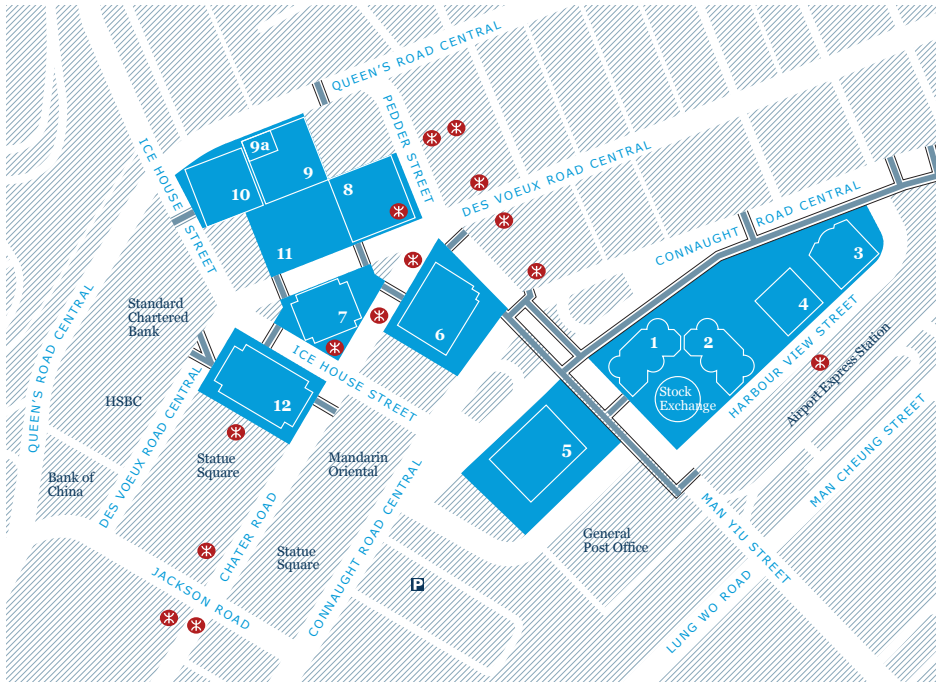 QUEEN'S ROAD CENTRAL
PEDDER STREET
ICE HOUSE STREET
9a
9
10
8
11
DES VOEUX ROAD CENTRAL
CONNAUGHT ROAD CENTRAL
3
4
7
6
1
2
Standard
Chartered
Bank
HARBOUR VIEW STREET
Airport Express Station
ICE HOUSE STREET
Stock
Exchange
12
HSBC
QUEEN'S ROAD CENTRAL
DES VOEUX ROAD CENTRAL
MAN CHEUNG STREET
5
Statue
Square
Mandarin
Oriental
Bank of
China
CHATER ROAD
CONNAUGHT ROAD CENTRAL
MAN YIU STREET
General
Post Office
Statue
Square
P
JACKSON ROAD
LUNG WO ROAD